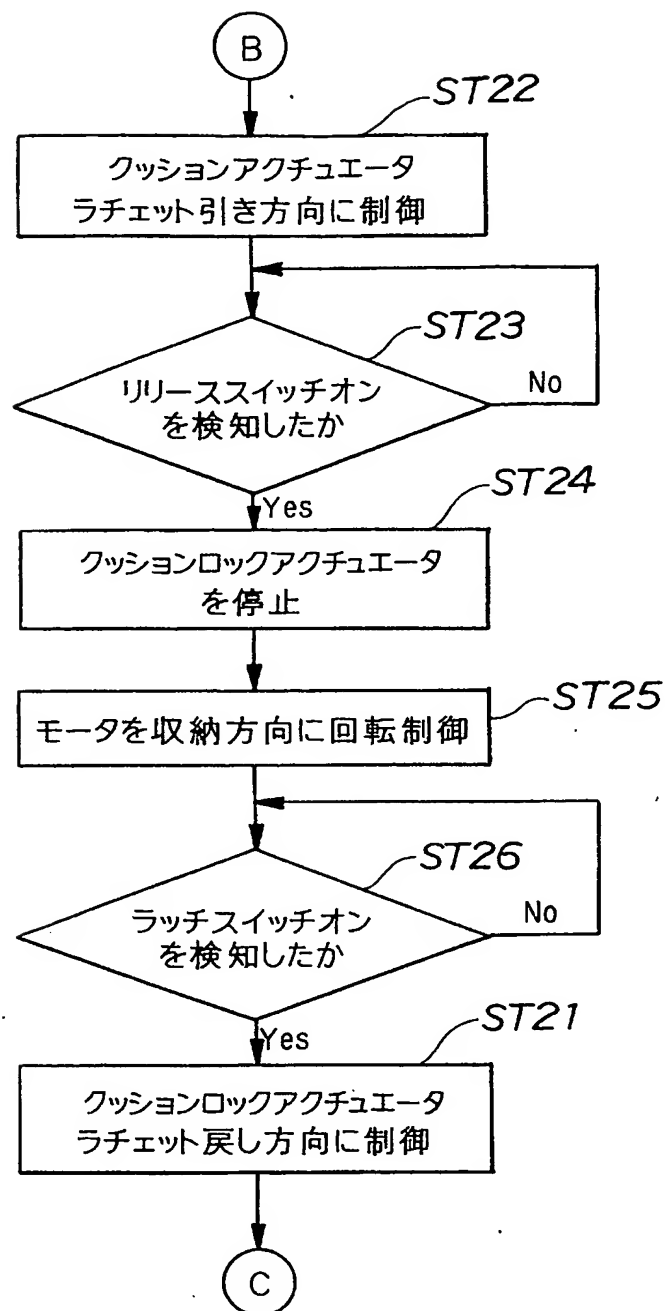 B
ST22
クッションアクチュエータ
ラチェット引き方向に制御
ST23
リリーススイッチオン
を検知したか
No
Yes
ST24
クッションロックアクチュエータ
を停止
ST25
モータを収納方向に回転制御
ST26
ラッチスイッチオン
を検知したか
No
Yes
ST21
クッションロックアクチュエータ
ラチェット戻し方向に制御
C